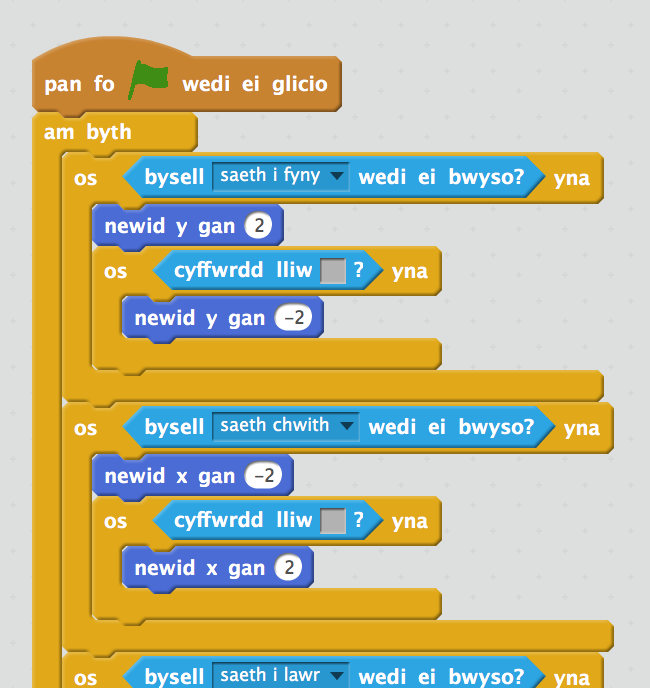 pan fo wedi ei glicio
am byth
os bysell saeth i fyny wedi ei bwyso? yna
newid y gan 2
os cyffwrdd lliw ? yna
newid y gan -2
os bysell saeth chwith wedi ei bwyso? yna
newid x gan -2
os cyffwrdd lliw ? yna
newid x gan 2
os bysell saeth i lawr wedi ei bwyso? yna